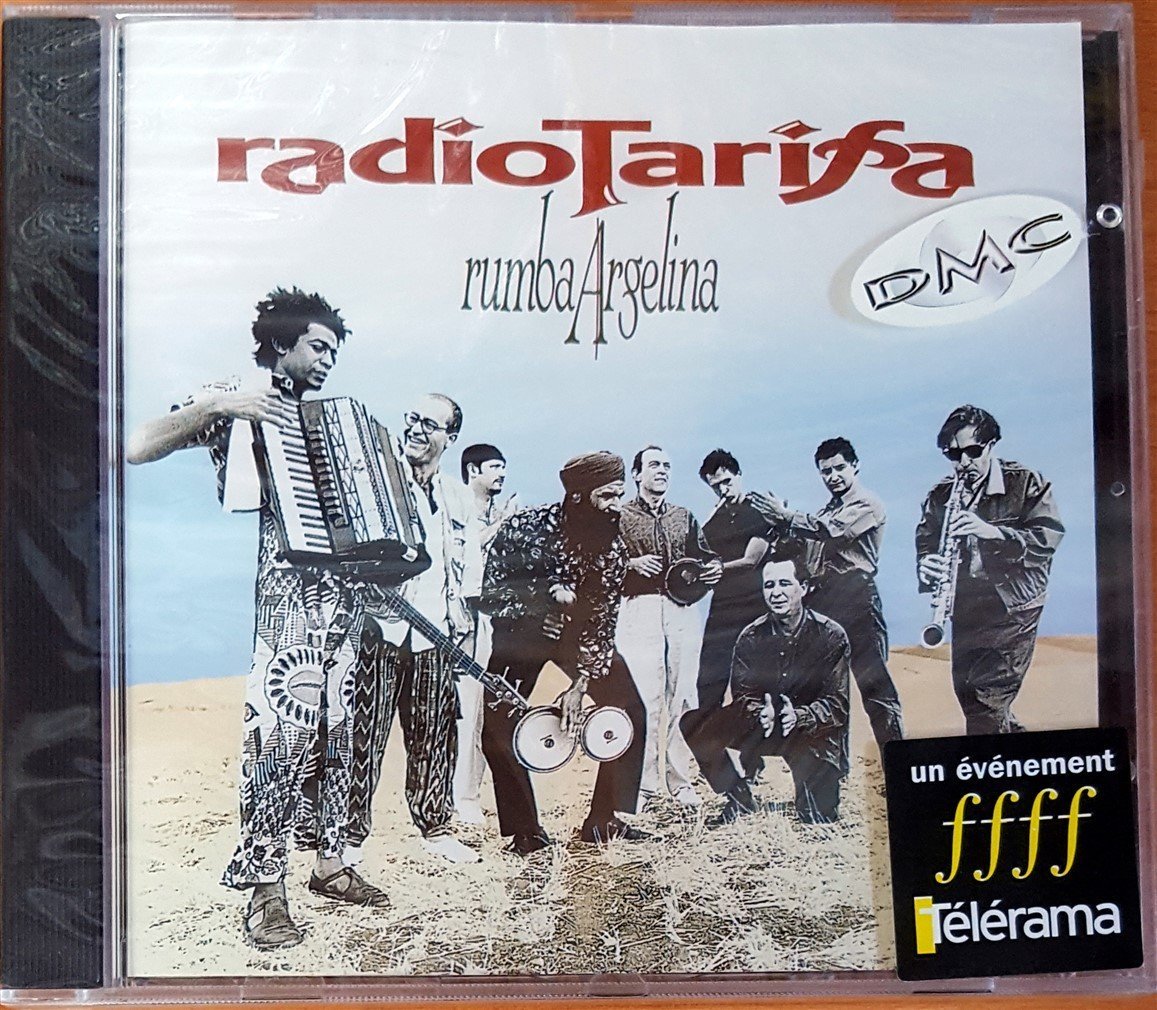 radioTarifa
rumbaArgelina
DMC
un événement
ffff
Télérama